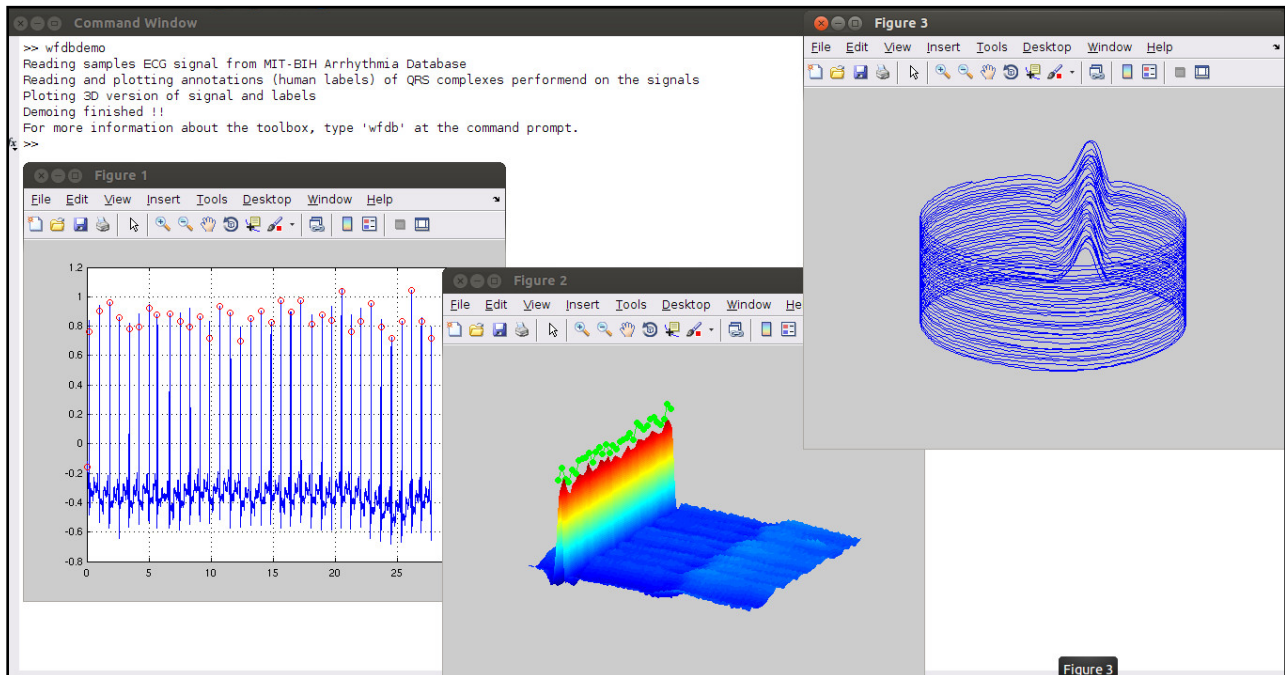 Command Window
>> wfdbdemo
Reading samples ECG signal from MIT-BIH Arrhythmia Database
Reading and plotting annotations (human labels) of QRS complexes performend on the signals
Ploting 3D version of signal and labels
Demoing finished !!
For more information about the toolbox, type 'wfdb' at the command prompt.
fx >>
Figure 1
File Edit View Insert Tools Desktop Window Help
1.2
1
0.8
0.6
0.4
0.2
0
-0.2
-0.4
-0.6
-0.8
0 5 10 15 20 25
Figure 2
File Edit View Insert Tools Desktop Window He
Figure 3
File Edit View Insert Tools Desktop Window Help
Figure 3